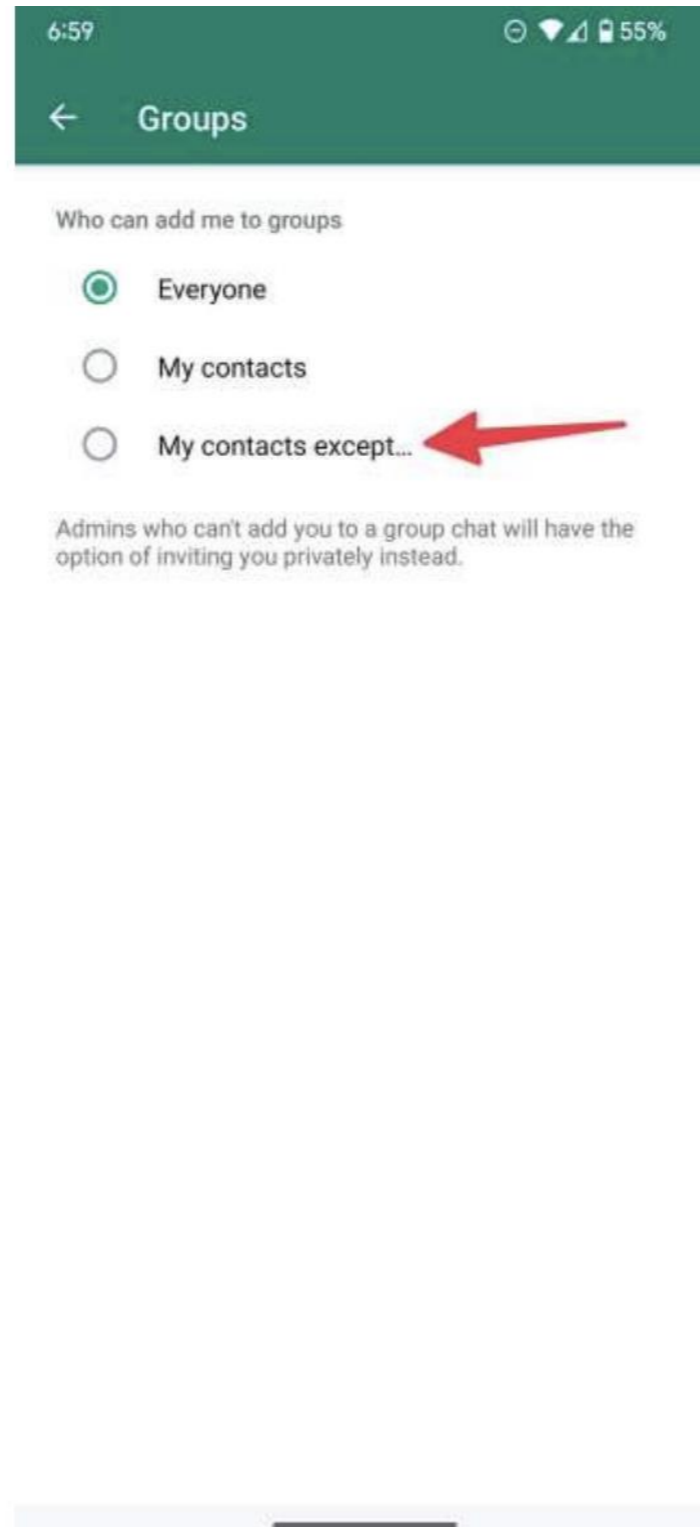 6:59 55%
Groups
Who can add me to groups
Everyone
My contacts
My contacts except...
Admins who can't add you to a group chat will have the
option of inviting you privately instead.